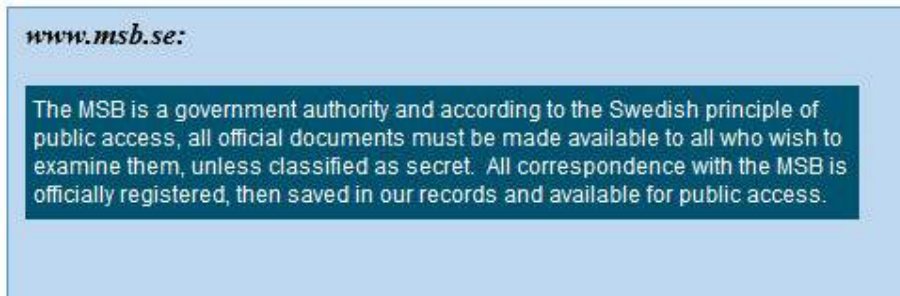 www.msb.se:
The MSB is a government authority and according to the Swedish principle of
public access, all official documents must be made available to all who wish to
examine them, unless classified as secret.  All correspondence with the MSB is
officially registered, then saved in our records and available for public access.